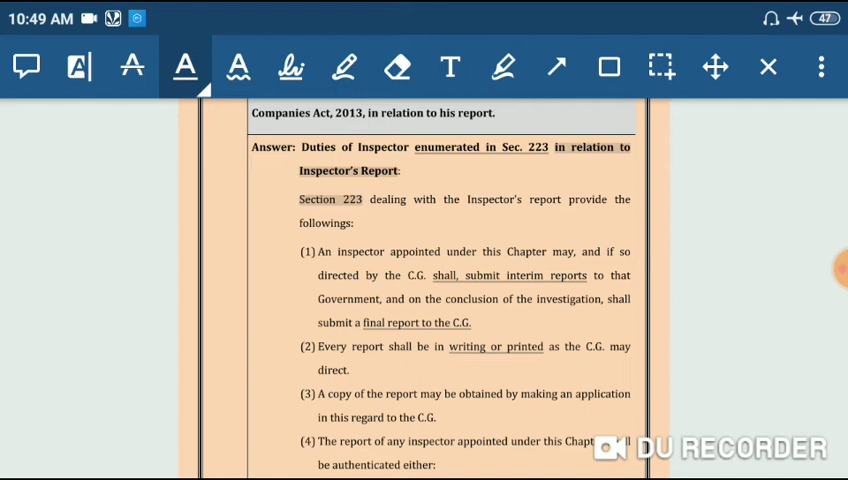 10:49 AM
47
A
A
A
A
T
Companies Act, 2013, in relation to his report.
Answer: Duties of Inspector enumerated in Sec. 223 in relation to
Inspector's Report:
Section 223 dealing with the Inspector's report provide the
followings:
(1) An inspector appointed under this Chapter may, and if so
directed by the C.G. shall, submit interim reports to that
Government, and on the conclusion of the investigation, shall
submit a final report to the C.G.
(2) Every report shall be in writing or printed as the C.G. may
direct.
(3) A copy of the report may be obtained by making an application
in this regard to the C.G.
(4) The report of any inspector appointed under this
be authenticated either:
DU RECORDER